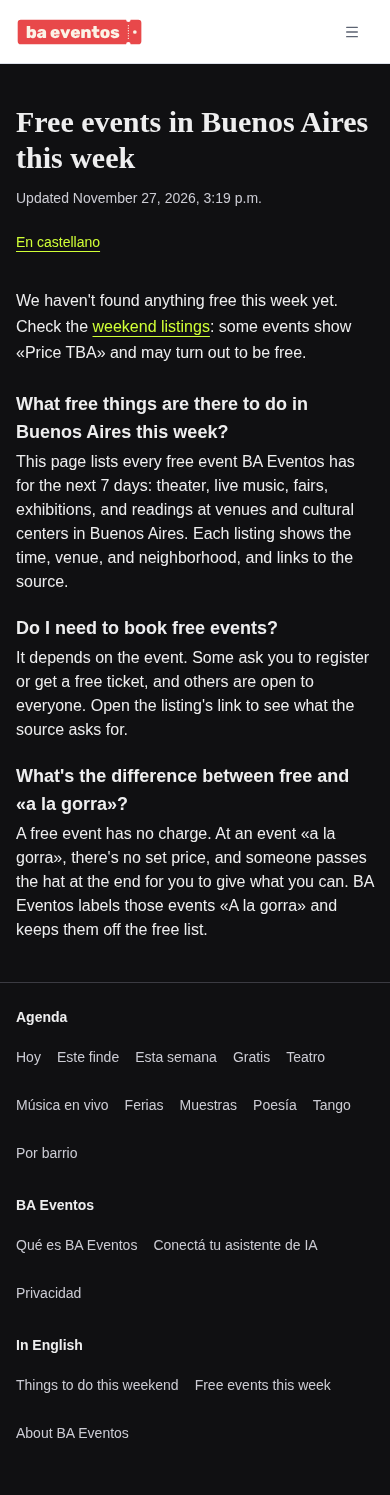 ba eventos
Free events in Buenos Aires
this week
Updated November 27, 2026, 3:19 p.m.
En castellano
We haven't found anything free this week yet.
Check the weekend listings: some events show
«Price TBA» and may turn out to be free.
What free things are there to do in
Buenos Aires this week?
This page lists every free event BA Eventos has
for the next 7 days: theater, live music, fairs,
exhibitions, and readings at venues and cultural
centers in Buenos Aires. Each listing shows the
time, venue, and neighborhood, and links to the
source.
Do I need to book free events?
It depends on the event. Some ask you to register
or get a free ticket, and others are open to
everyone. Open the listing's link to see what the
source asks for.
What's the difference between free and
«a la gorra»?
A free event has no charge. At an event «a la
gorra», there's no set price, and someone passes
the hat at the end for you to give what you can. BA
Eventos labels those events «A la gorra» and
keeps them off the free list.
Agenda
Hoy Este finde Esta semana Gratis Teatro
Música en vivo Ferias Muestras Poesía Tango
Por barrio
BA Eventos
Qué es BA Eventos Conectá tu asistente de IA
Privacidad
In English
Things to do this weekend Free events this week
About BA Eventos